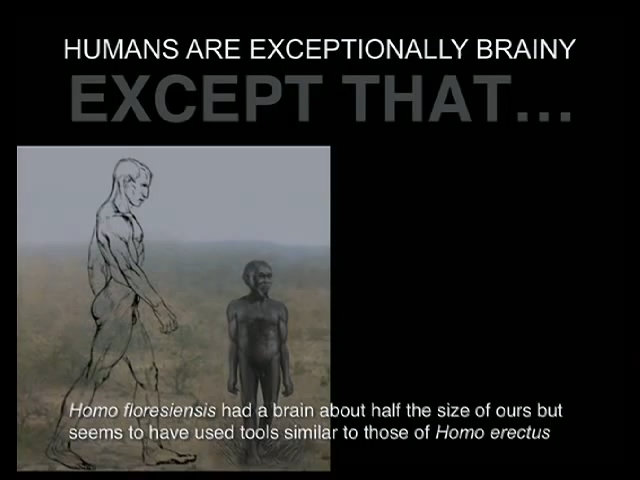 HUMANS ARE EXCEPTIONALLY BRAINY
EXCEPT THAT...
Homo floresiensis had a brain about half the size of ours but
seems to have used tools similar to those of Homo erectus